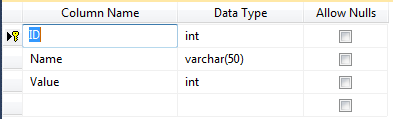 Column Name Data Type Allow Nulls
ID int
Name varchar(50)
Value int